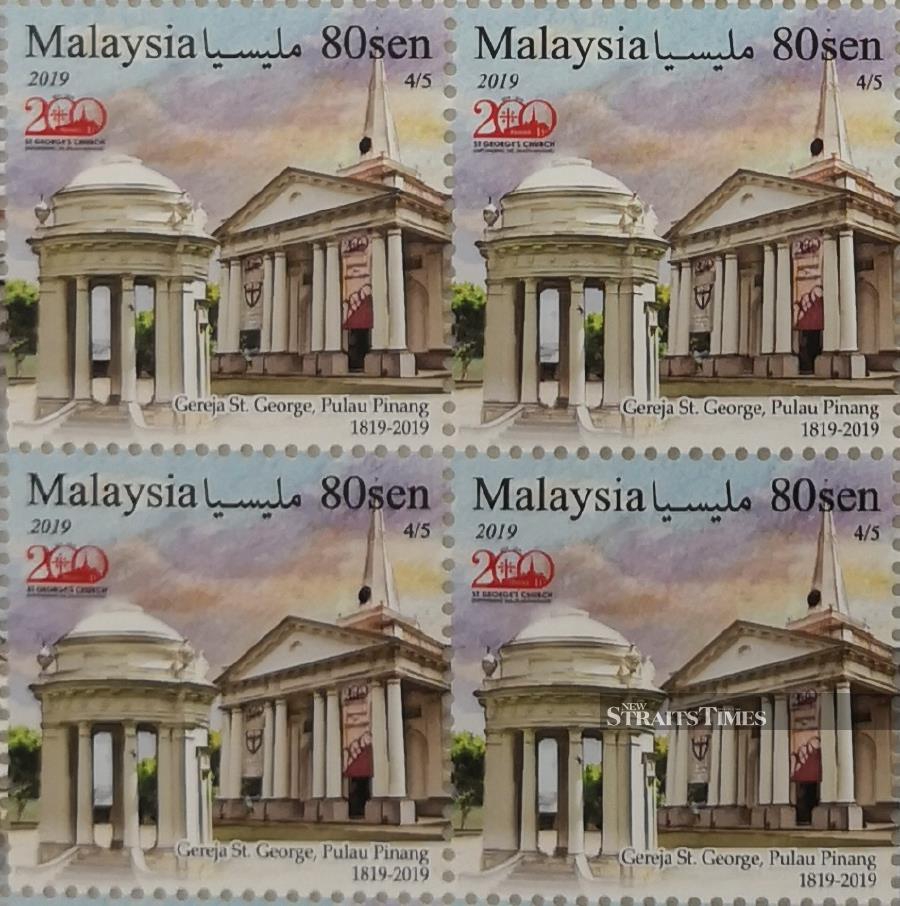 Malaysia مليسيا 80sen
2019
4/5
200
ST GEORGE'S CHURCH
Gereja St. George, Pulau Pinang
1819-2019
Malaysia مليسيا 80sen
2019
4/5
200
ST GEORGE'S CHURCH
Gereja St. George, Pulau Pinang
1819-2019
Malaysia مليسيا 80sen
2019
4/5
200
ST GEORGE'S CHURCH
Gereja St. George, Pulau Pinang
1819-2019
Malaysia مليسيا 80sen
2019
4/5
200
ST GEORGE'S CHURCH
NEW
STRAITS TIMES
Gereja St. George, Pulau Pinang
1819-2019